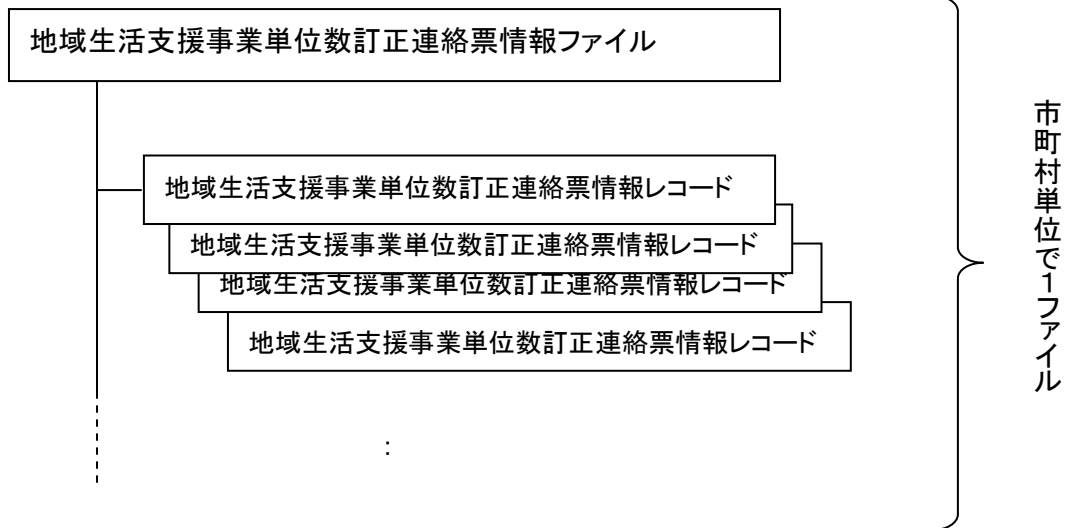 地域生活支援事業単位数訂正連絡票情報ファイル
地域生活支援事業単位数訂正連絡票情報レコード
地域生活支援事業単位数訂正連絡票情報レコード
地域生活支援事業単位数訂正連絡票情報レコード
地域生活支援事業単位数訂正連絡票情報レコード
:
市町村単位で1ファイル